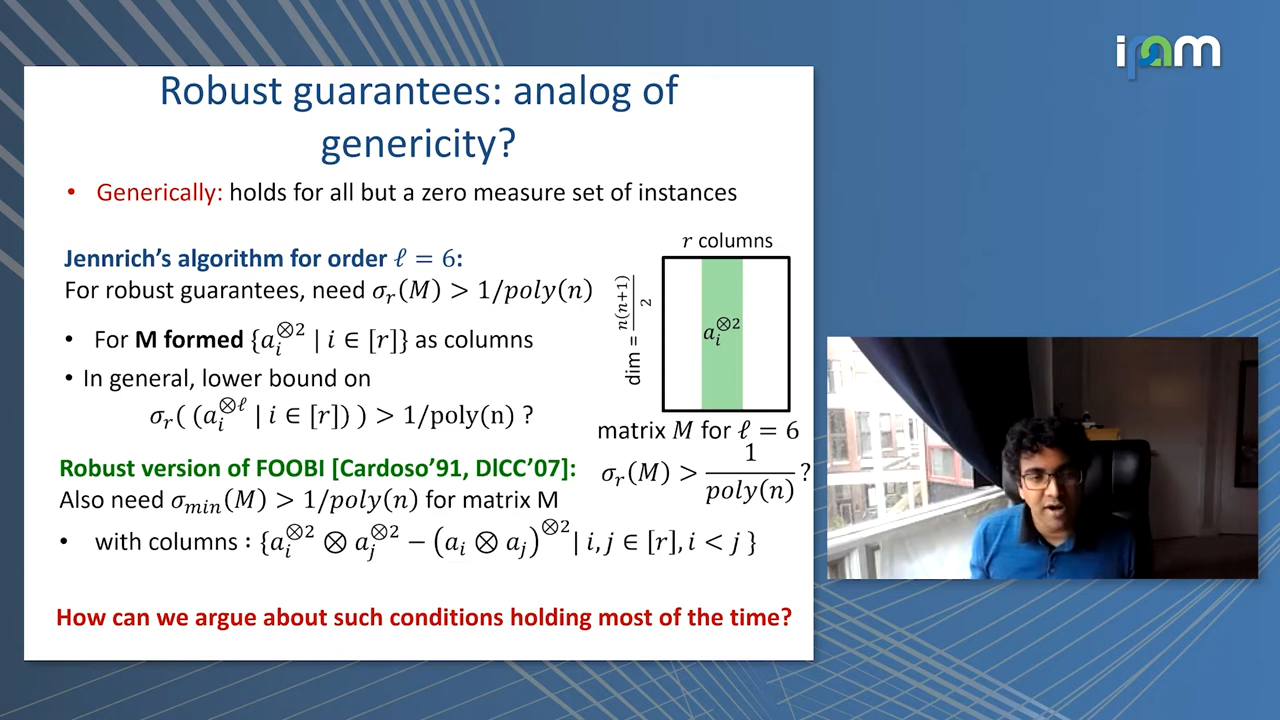 ipam
Robust guarantees: analog of
genericity?
• Generically: holds for all but a zero measure set of instances
Jennrich's algorithm for order ℓ = 6:
For robust guarantees, need σ_r(M) > 1/poly(n)
• For M formed {a_i^{⊗2} | i ∈ [r]} as columns
• In general, lower bound on
σ_r( (a_i^{⊗ℓ} | i ∈ [r]) ) > 1/poly(n) ?
r columns
dim = n(n+1)/2
a_i^{⊗2}
matrix M for ℓ = 6
σ_r(M) > 1/poly(n) ?
Robust version of FOOBI [Cardoso'91, DlCC'07]:
Also need σ_min(M) > 1/poly(n) for matrix M
• with columns : {a_i^{⊗2} ⊗ a_j^{⊗2} − (a_i ⊗ a_j)^{⊗2} | i, j ∈ [r], i < j }
How can we argue about such conditions holding most of the time?